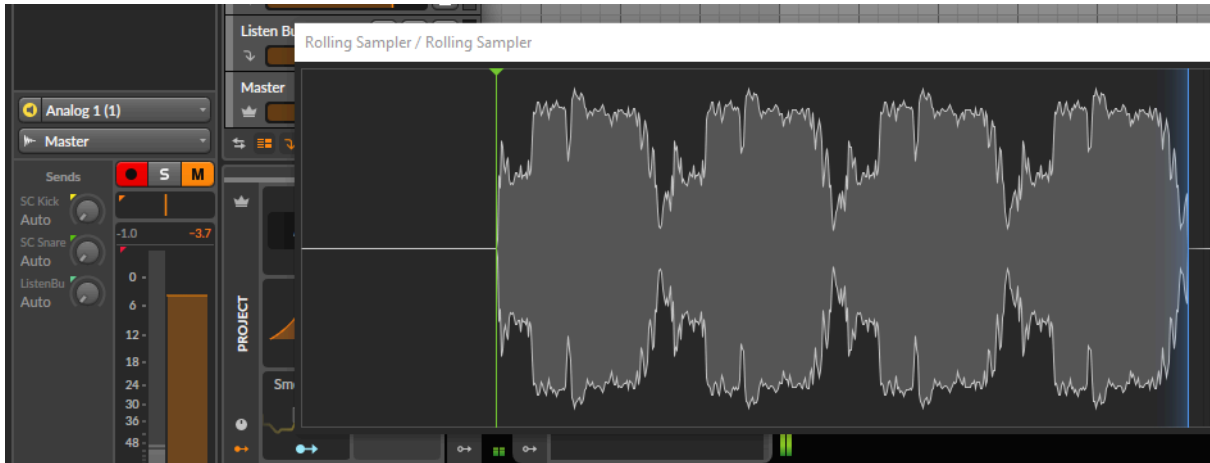 Listen Bu
Rolling Sampler / Rolling Sampler
Master
Analog 1 (1)
Master
Sends
S
M
SC Kick
Auto
-1.0
-3.7
SC Snare
Auto
ListenBu
Auto
0
6
12
18
24
30
36
48
PROJECT
Sm